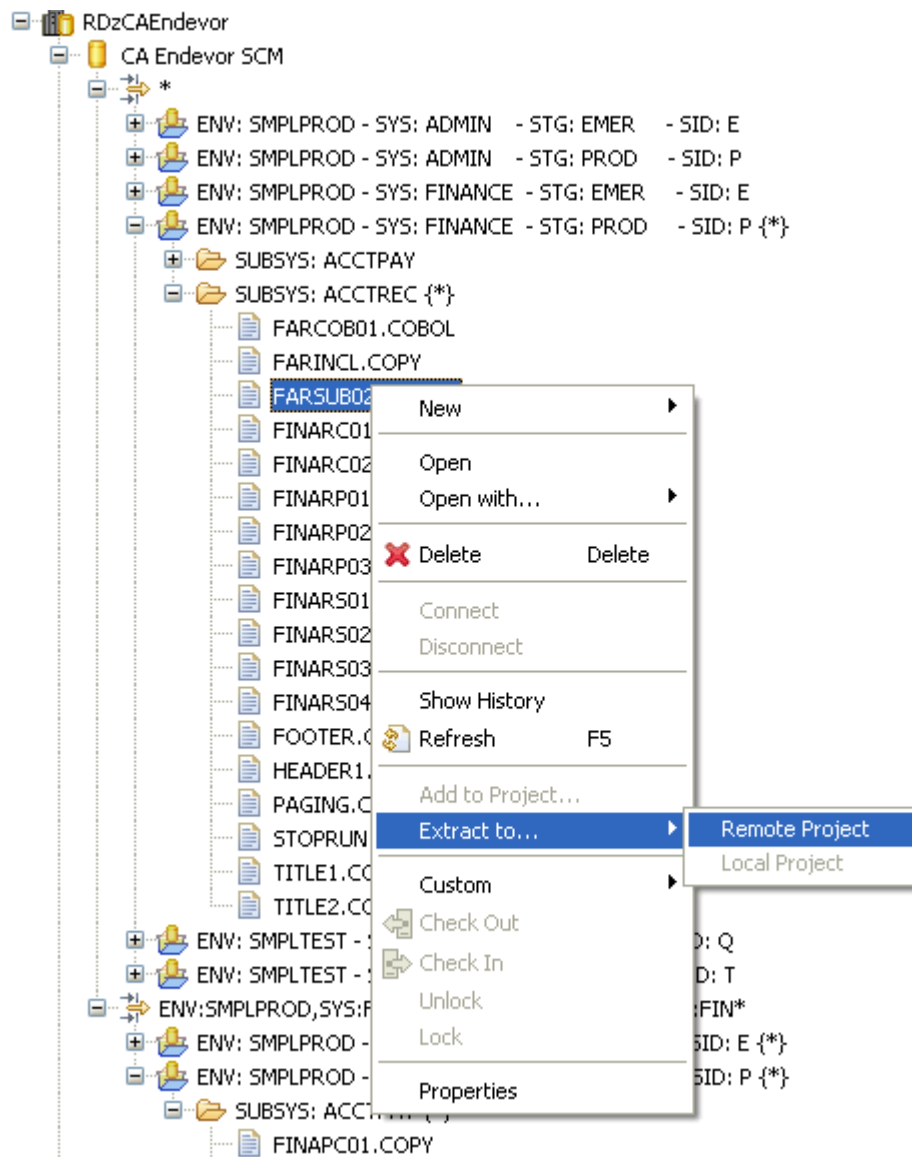 RDzCAEndevor
CA Endevor SCM
*
ENV: SMPLPROD - SYS: ADMIN - STG: EMER - SID: E
ENV: SMPLPROD - SYS: ADMIN - STG: PROD - SID: P
ENV: SMPLPROD - SYS: FINANCE - STG: EMER - SID: E
ENV: SMPLPROD - SYS: FINANCE - STG: PROD - SID: P {*}
SUBSYS: ACCTPAY
SUBSYS: ACCTREC {*}
FARCOB01.COBOL
FARINCL.COPY
FARSUB02
New
FINARC01
Open
FINARC02
Open with...
FINARP01
FINARP02
Delete Delete
FINARP03
Connect
FINARS01
Disconnect
FINARS02
FINARS03
Show History
FINARS04
Refresh F5
FOOTER.C
HEADER1.
Add to Project...
PAGING.C
Extract to... Remote Project
STOPRUN
Local Project
TITLE1.CO
Custom
TITLE2.CO
Check Out
ENV: SMPLTEST - D: Q
Check In
ENV: SMPLTEST - D: T
Unlock
ENV:SMPLPROD,SYS:F :FIN*
Lock
ENV: SMPLPROD - SID: E {*}
ENV: SMPLPROD - SID: P {*}
Properties
SUBSYS: ACCT
FINAPC01.COPY